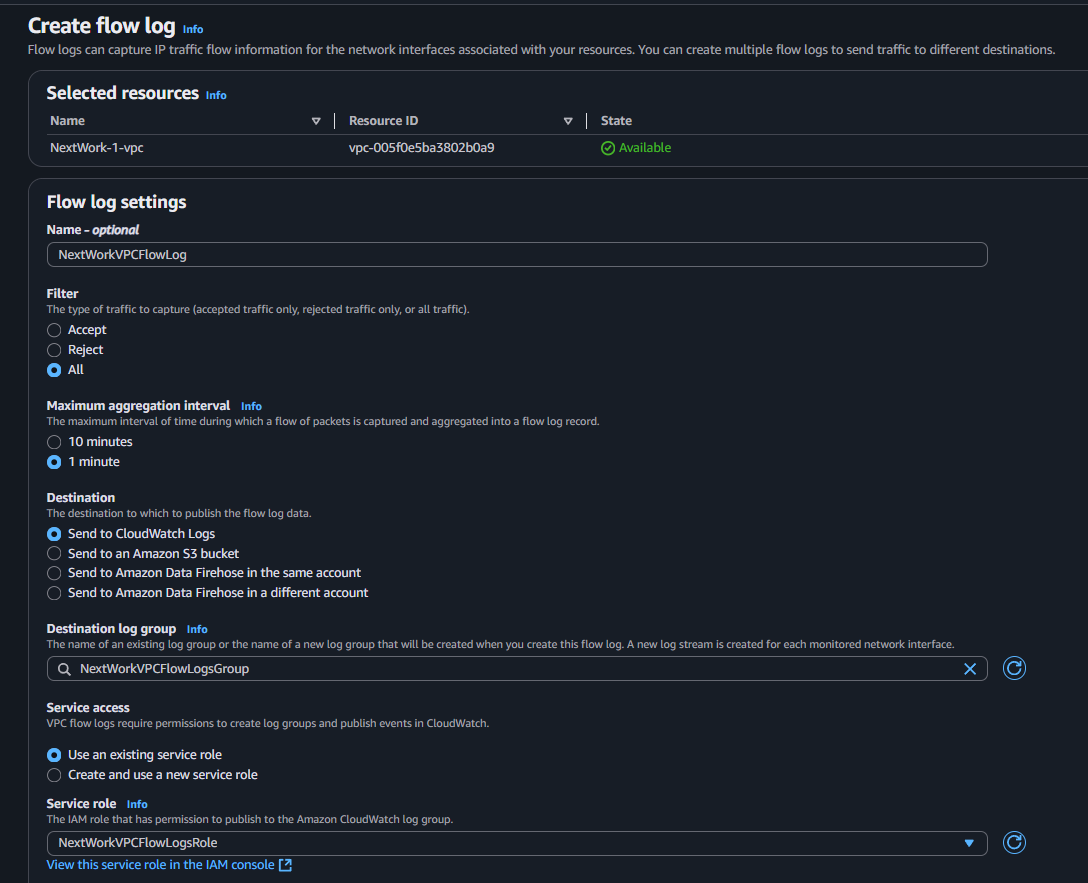 Create flow log Info
Flow logs can capture IP traffic flow information for the network interfaces associated with your resources. You can create multiple flow logs to send traffic to different destinations.
Selected resources Info
Name Resource ID State
NextWork-1-vpc vpc-005f0e5ba3802b0a9 Available
Flow log settings
Name - optional
NextWorkVPCFlowLog
Filter
The type of traffic to capture (accepted traffic only, rejected traffic only, or all traffic).
Accept
Reject
All
Maximum aggregation interval Info
The maximum interval of time during which a flow of packets is captured and aggregated into a flow log record.
10 minutes
1 minute
Destination
The destination to which to publish the flow log data.
Send to CloudWatch Logs
Send to an Amazon S3 bucket
Send to Amazon Data Firehose in the same account
Send to Amazon Data Firehose in a different account
Destination log group Info
The name of an existing log group or the name of a new log group that will be created when you create this flow log. A new log stream is created for each monitored network interface.
NextWorkVPCFlowLogsGroup
Service access
VPC flow logs require permissions to create log groups and publish events in CloudWatch.
Use an existing service role
Create and use a new service role
Service role Info
The IAM role that has permission to publish to the Amazon CloudWatch log group.
NextWorkVPCFlowLogsRole
View this service role in the IAM console